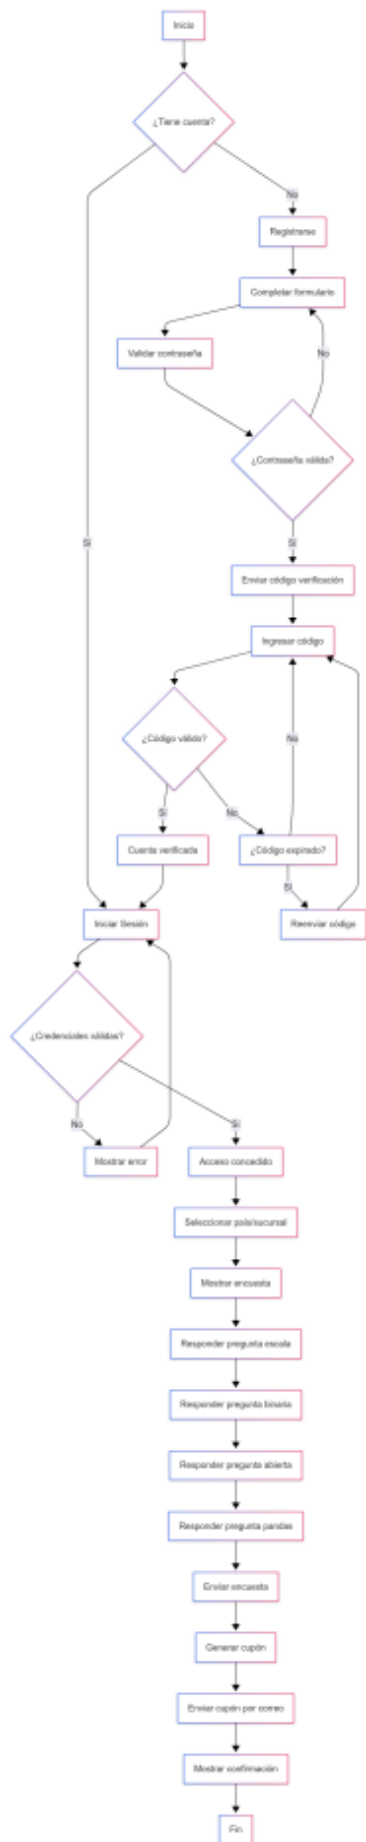 Inicio
¿Tiene cuenta?
No
Registrarse
Completar formulario
Validar contraseña
No
¿Contraseña válida?
Sí
Sí
Enviar código verificación
Ingresar código
¿Código válido?
No
Sí
No
Cuenta verificada
¿Código expirado?
Sí
Iniciar Sesión
Reenviar código
¿Credenciales válidas?
No
Sí
Mostrar error
Acceso concedido
Seleccionar país/sucursal
Mostrar encuesta
Responder pregunta escala
Responder pregunta binaria
Responder pregunta abierta
Responder pregunta pandas
Enviar encuesta
Generar cupón
Enviar cupón por correo
Mostrar confirmación
Fin